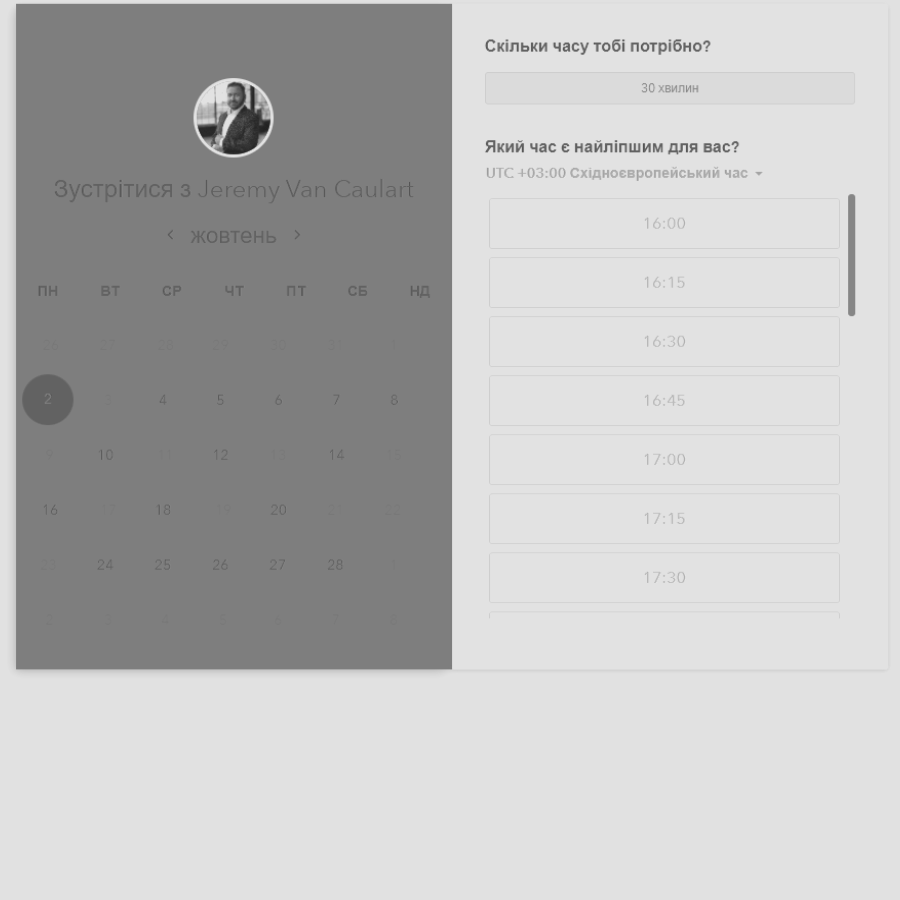 Зустрітися з Jeremy Van Caulart
жовтень
ПН ВТ СР ЧТ ПТ СБ НД
26 27 28 29 30 31 1
2 3 4 5 6 7 8
9 10 11 12 13 14 15
16 18 19 20 21 22
23 24 25 26 27 28 1
3 4 5 6 7 8
Скільки часу тобі потрібно?
30 хвилин
Який час є найліпшим для вас?
UTC +03:00 Східноєвропейський час
16:00
16:15
16:30
16:45
17:00
17:15
17:30